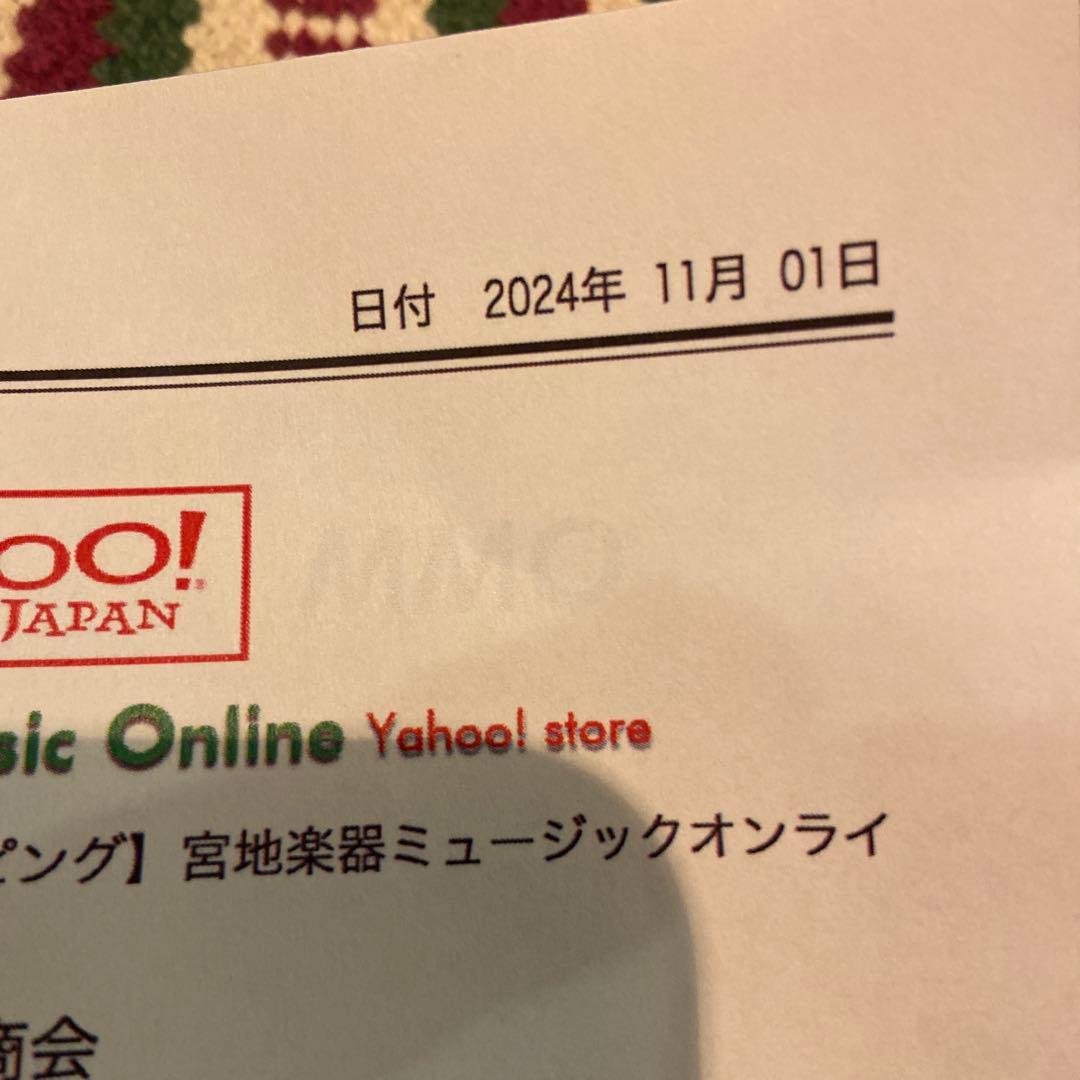 日付 2024年 11月 01日
OO!
JAPAN
MMO
sic Online Yahoo! store
ピング】宮地楽器ミュージックオンライ
商会